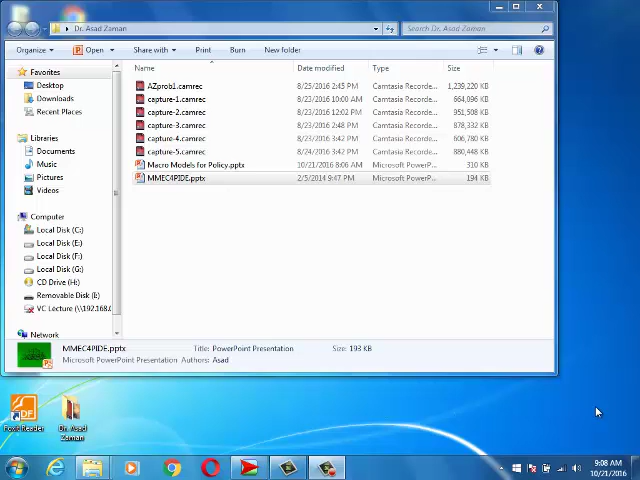 Dr. Asad Zaman
Search Dr. Asad Zaman
Organize Open Share with Print Burn New folder
Favorites
Desktop
Downloads
Recent Places
Libraries
Documents
Music
Pictures
Videos
Computer
Local Disk (C:)
Local Disk (E:)
Local Disk (F:)
Local Disk (G:)
CD Drive (H:)
Removable Disk (I:)
VC Lecture (\\192.168.
Network
Name Date modified Type Size
AZprob1.camrec 8/25/2016 2:45 PM Camtasia Recorde... 1,239,220 KB
capture-1.camrec 8/23/2016 10:00 AM Camtasia Recorde... 664,096 KB
capture-2.camrec 8/23/2016 12:02 PM Camtasia Recorde... 951,508 KB
capture-3.camrec 8/23/2016 2:48 PM Camtasia Recorde... 878,332 KB
capture-4.camrec 8/23/2016 3:42 PM Camtasia Recorde... 606,780 KB
capture-5.camrec 8/24/2016 3:42 PM Camtasia Recorde... 880,448 KB
Macro Models for Policy.pptx 10/21/2016 8:06 AM Microsoft PowerP... 310 KB
MMEC4PIDE.pptx 2/5/2014 9:47 PM Microsoft PowerP... 194 KB
MMEC4PIDE.pptx Title: PowerPoint Presentation Size: 193 KB
Microsoft PowerPoint Presentation Authors: Asad
Foxit Reader
Dr. Asad
Zaman
9:08 AM
10/21/2016